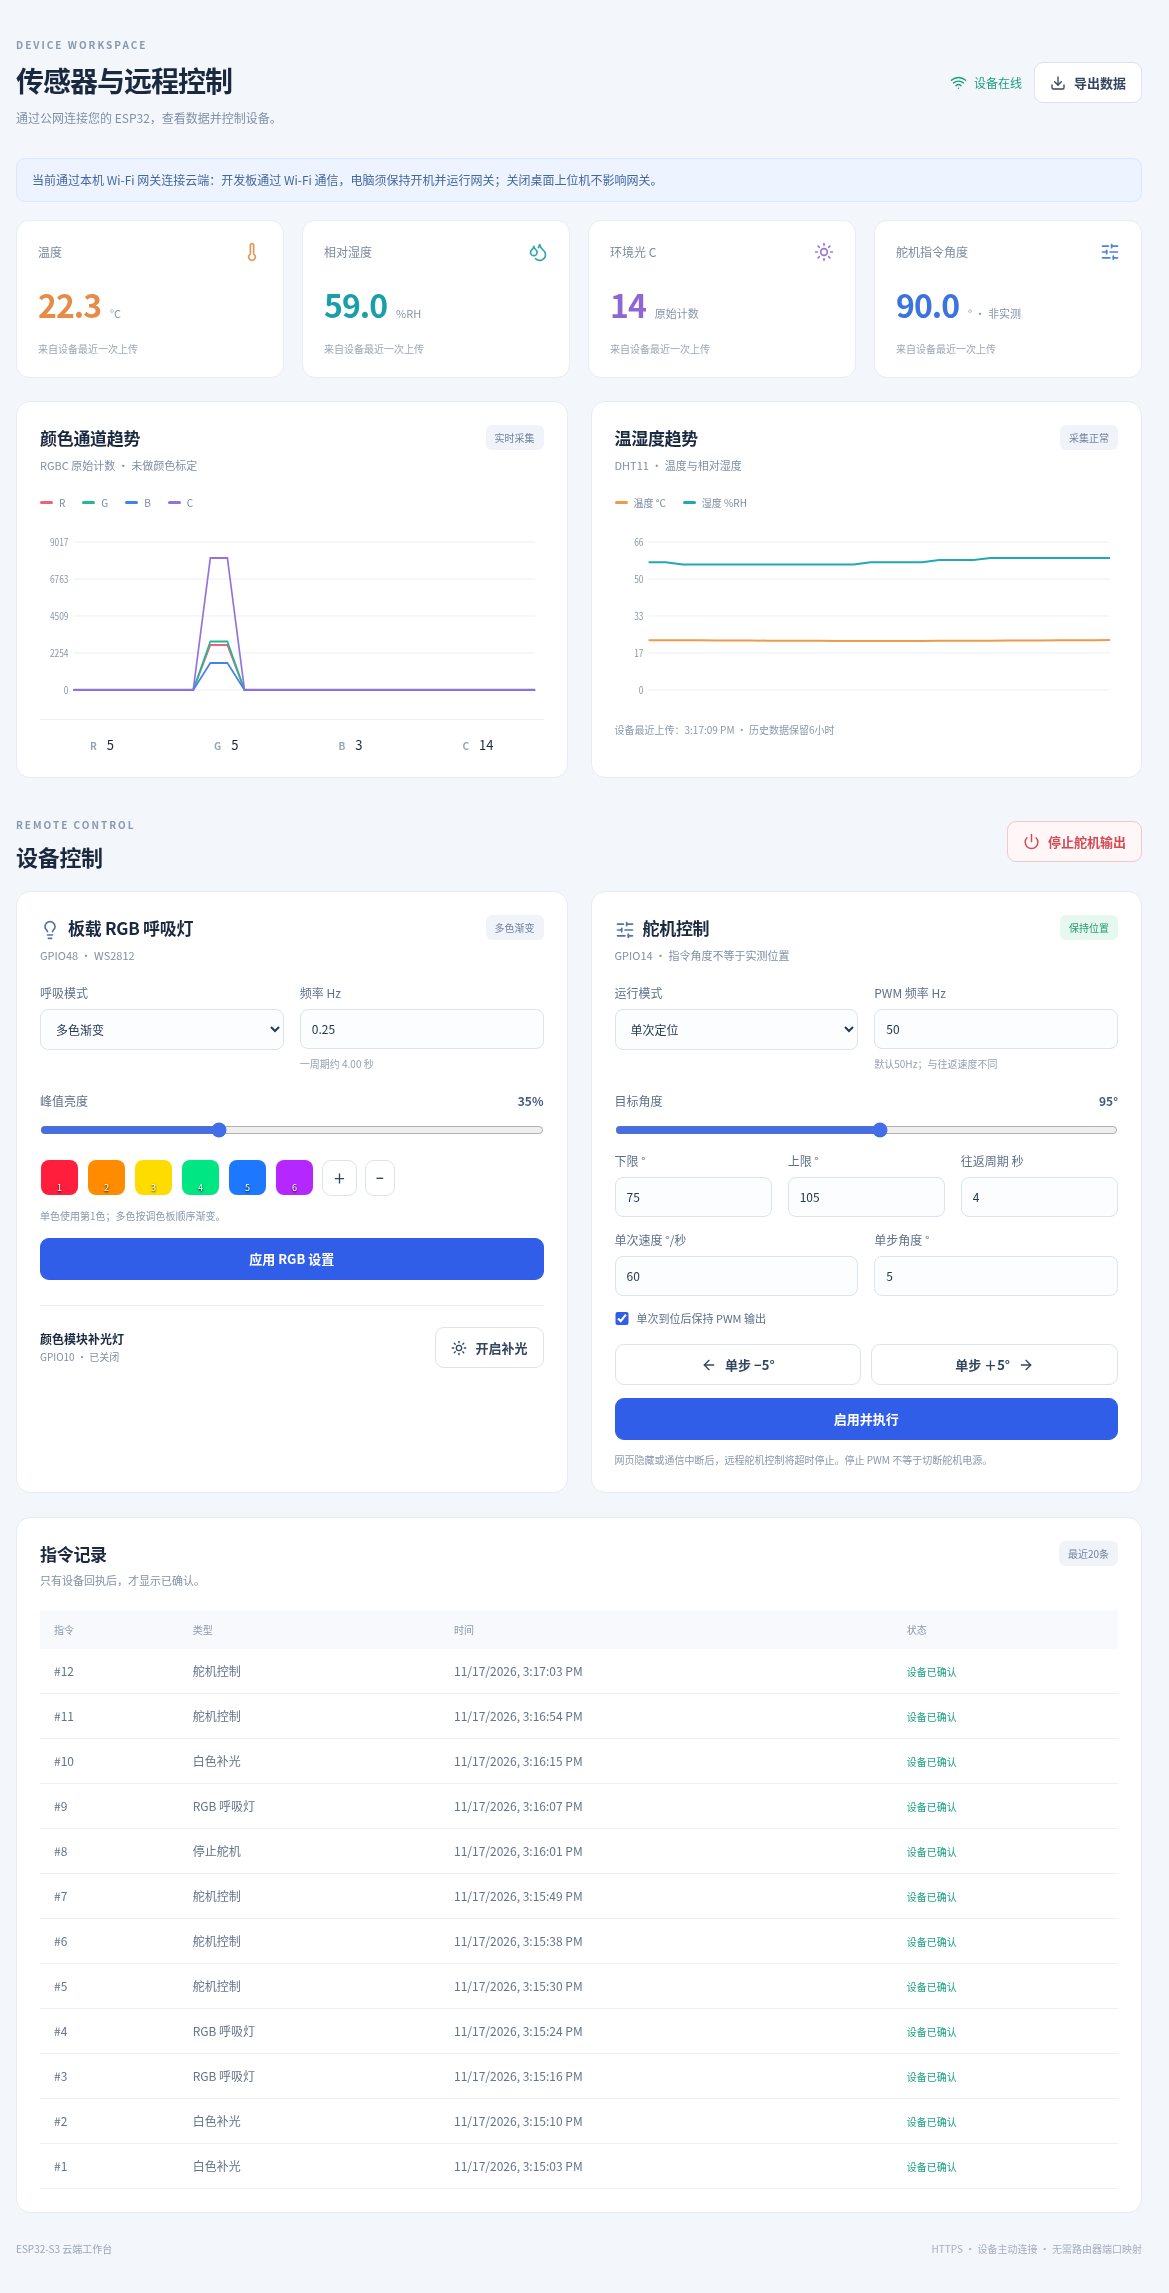 DEVICE WORKSPACE
传感器与远程控制
通过公网连接您的 ESP32，查看数据并控制设备。
设备在线
导出数据
当前通过本机 Wi-Fi 网关连接云端：开发板通过 Wi-Fi 通信，电脑须保持开机并运行网关；关闭桌面上位机不影响网关。
温度
22.3 °C
来自设备最近一次上传
相对湿度
59.0 %RH
来自设备最近一次上传
环境光 C
14 原始计数
来自设备最近一次上传
舵机指令角度
90.0 ° · 非实测
来自设备最近一次上传
颜色通道趋势
实时采集
RGBC 原始计数 · 未做颜色标定
R G B C
9017
6763
4509
2254
0
R 5 G 5 B 3 C 14
温湿度趋势
采集正常
DHT11 · 温度与相对湿度
温度 °C 湿度 %RH
66
50
33
17
0
设备最近上传：3:17:09 PM · 历史数据保留6小时
REMOTE CONTROL
设备控制
停止舵机输出
板载 RGB 呼吸灯
多色渐变
GPIO48 · WS2812
呼吸模式 频率 Hz
多色渐变 0.25
一周期约 4.00 秒
峰值亮度 35%
1 2 3 4 5 6 + −
单色使用第1色；多色按调色板顺序渐变。
应用 RGB 设置
颜色模块补光灯
GPIO10 · 已关闭
开启补光
舵机控制
保持位置
GPIO14 · 指令角度不等于实测位置
运行模式 PWM 频率 Hz
单次定位 50
默认50Hz；与往返速度不同
目标角度 95°
下限 ° 上限 ° 往返周期 秒
75 105 4
单次速度 °/秒 单步角度 °
60 5
单次到位后保持 PWM 输出
← 单步 −5° 单步 ＋5° →
启用并执行
网页隐藏或通信中断后，远程舵机控制将超时停止。停止 PWM 不等于切断舵机电源。
指令记录
最近20条
只有设备回执后，才显示已确认。
指令 类型 时间 状态
#12 舵机控制 11/17/2026, 3:17:03 PM 设备已确认
#11 舵机控制 11/17/2026, 3:16:54 PM 设备已确认
#10 白色补光 11/17/2026, 3:16:15 PM 设备已确认
#9 RGB 呼吸灯 11/17/2026, 3:16:07 PM 设备已确认
#8 停止舵机 11/17/2026, 3:16:01 PM 设备已确认
#7 舵机控制 11/17/2026, 3:15:49 PM 设备已确认
#6 舵机控制 11/17/2026, 3:15:38 PM 设备已确认
#5 舵机控制 11/17/2026, 3:15:30 PM 设备已确认
#4 RGB 呼吸灯 11/17/2026, 3:15:24 PM 设备已确认
#3 RGB 呼吸灯 11/17/2026, 3:15:16 PM 设备已确认
#2 白色补光 11/17/2026, 3:15:10 PM 设备已确认
#1 白色补光 11/17/2026, 3:15:03 PM 设备已确认
ESP32-S3 云端工作台
HTTPS · 设备主动连接 · 无需路由器端口映射